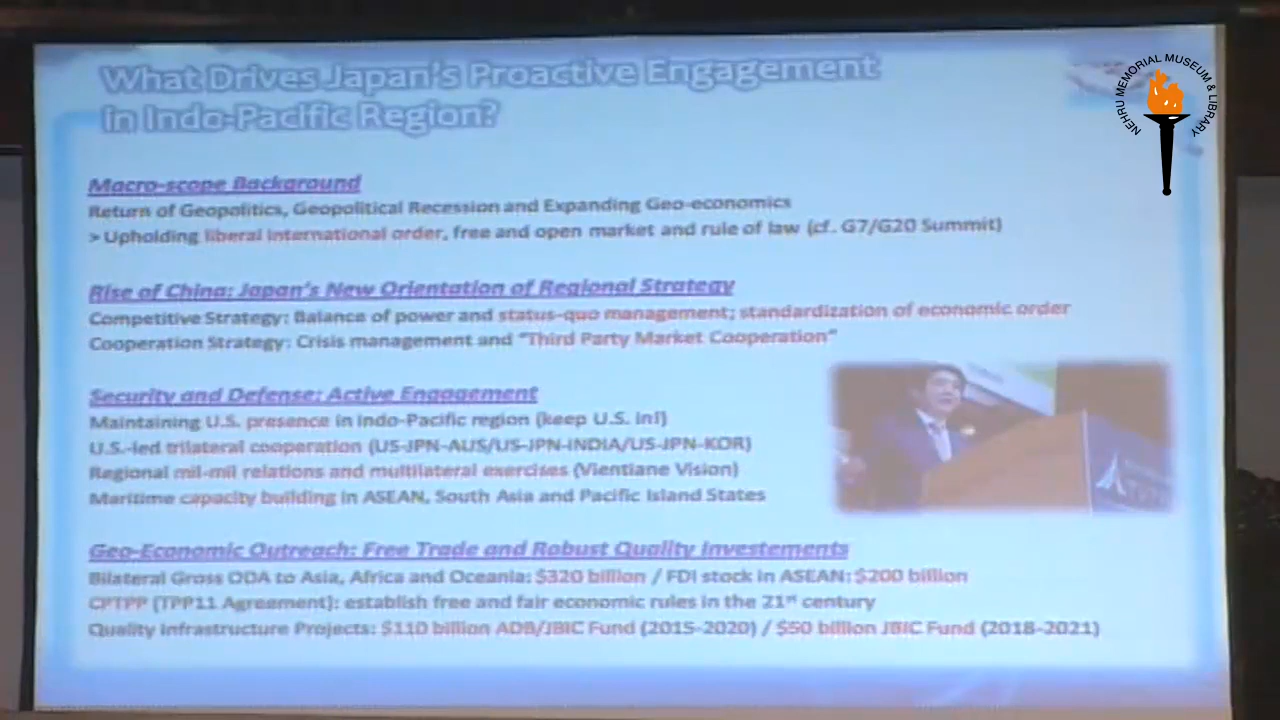 What Drives Japan's Proactive Engagement
in Indo-Pacific Region?
NEHRU MEMORIAL MUSEUM & LIBRARY
Macro-scope Background
Return of Geopolitics, Geopolitical Recession and Expanding Geo-economics
> Upholding liberal international order, free and open market and rule of law (cf. G7/G20 Summit)
Rise of China: Japan's New Orientation of Regional Strategy
Competitive Strategy: Balance of power and status-quo management; standardization of economic order
Cooperation Strategy: Crisis management and "Third Party Market Cooperation"
Security and Defense: Active Engagement
Maintaining U.S. presence in Indo-Pacific region (keep U.S. in!)
U.S.-led trilateral cooperation (US-JPN-AUS/US-JPN-INDIA/US-JPN-KOR)
Regional mil-mil relations and multilateral exercises (Vientiane Vision)
Maritime capacity building in ASEAN, South Asia and Pacific Island States
Geo-Economic Outreach: Free Trade and Robust Quality Investements
Bilateral Gross ODA to Asia, Africa and Oceania: $320 billion / FDI stock in ASEAN: $200 billion
CPTPP (TPP11 Agreement): establish free and fair economic rules in the 21st century
Quality Infrastructure Projects: $110 billion ADB/JBIC Fund (2015-2020) / $50 billion JBIC Fund (2018-2021)